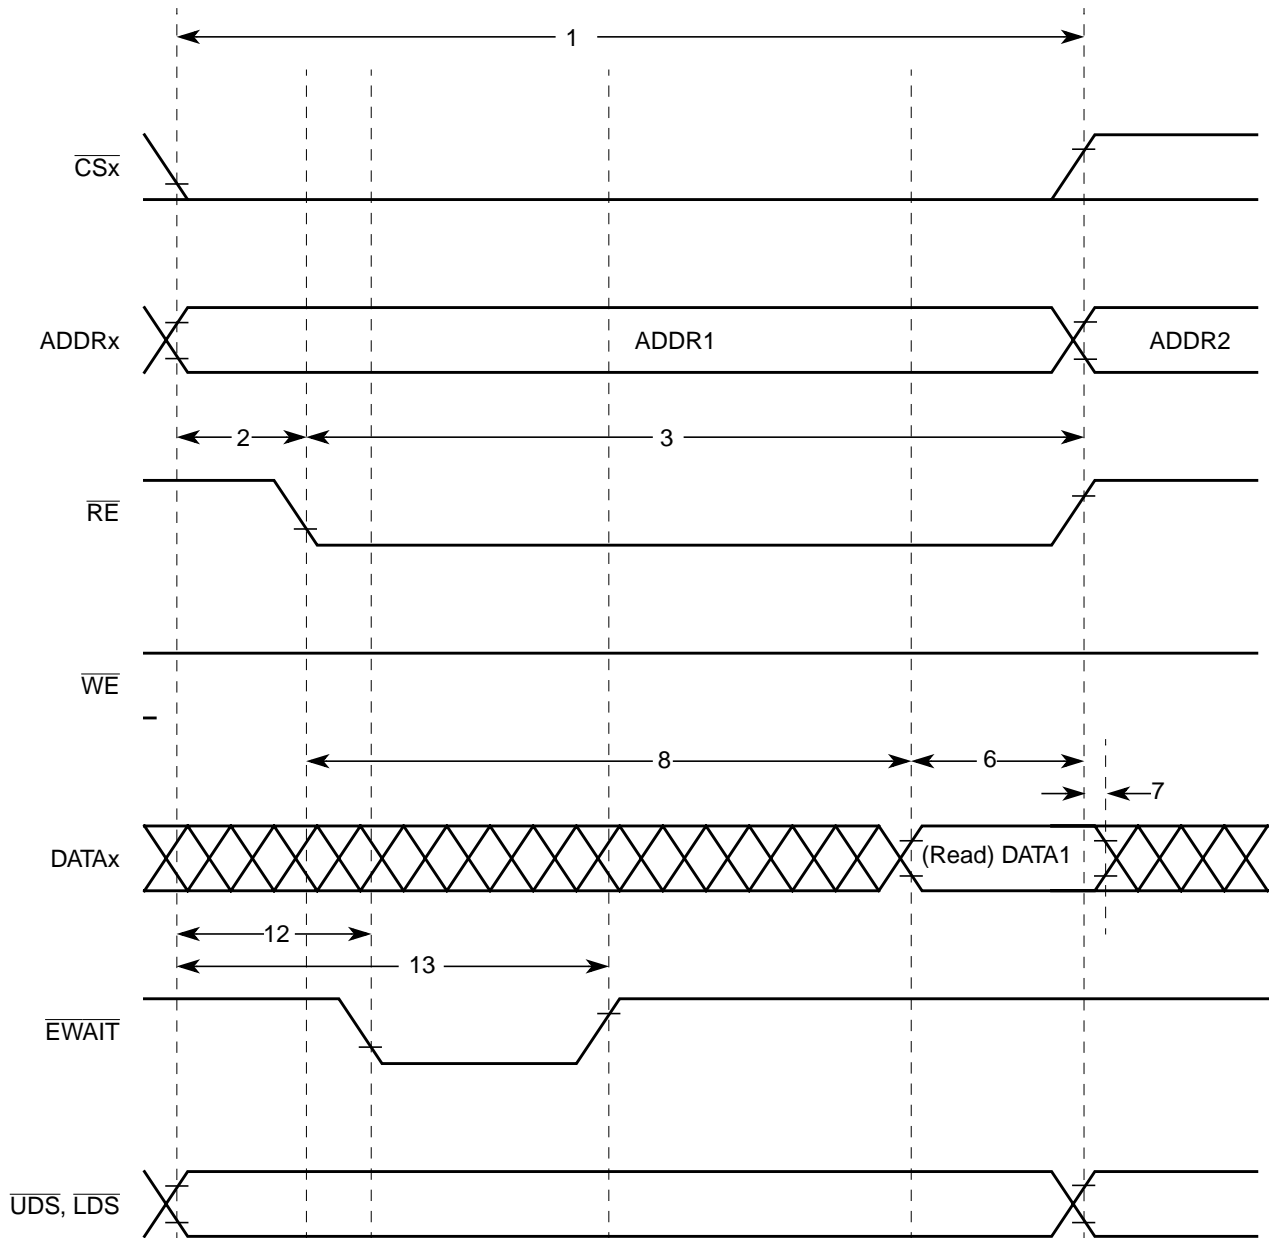 1
CSx
ADDRx
ADDR1
ADDR2
2
3
RE
WE
8
6
7
DATAx
(Read) DATA1
12
13
EWAIT
UDS, LDS